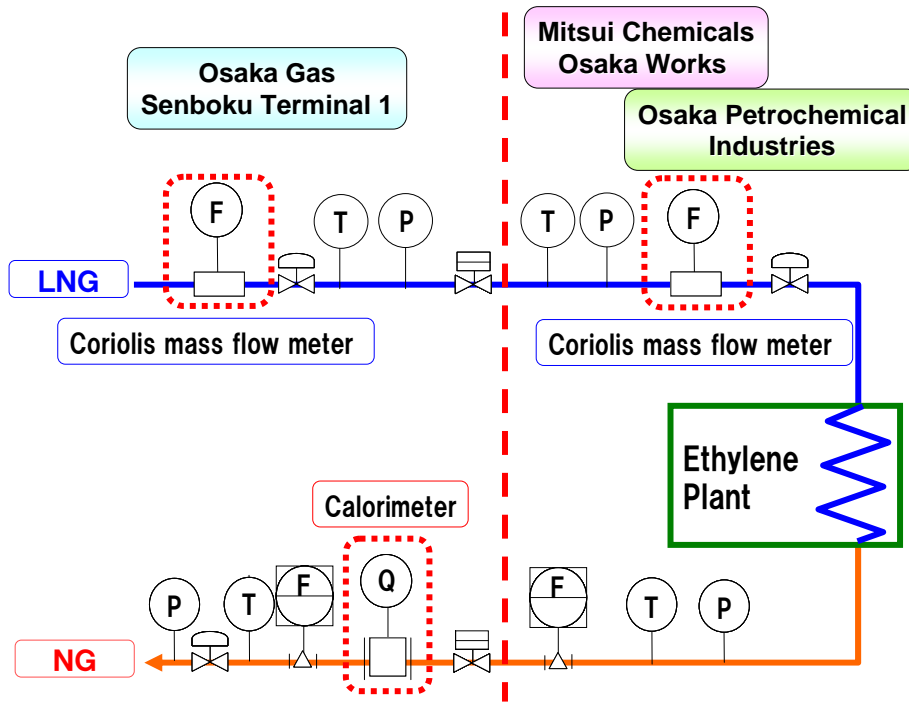 Osaka Gas
Senboku Terminal 1
Mitsui Chemicals
Osaka Works
Osaka Petrochemical
Industries
F
T
P
T
P
F
LNG
Coriolis mass flow meter
Coriolis mass flow meter
Ethylene
Plant
Calorimeter
P
T
F
Q
F
T
P
NG